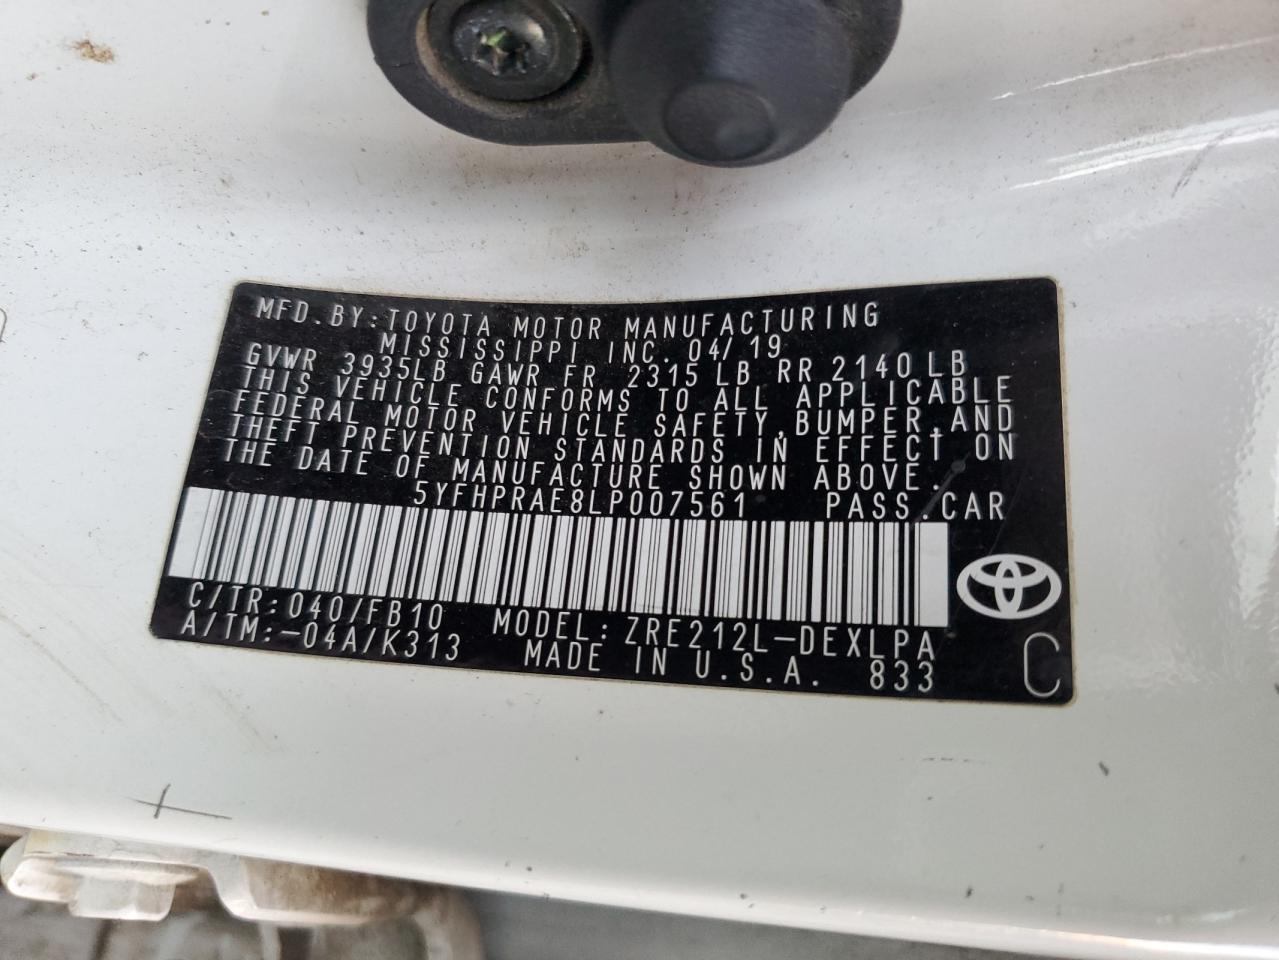 MFD.BY:TOYOTA MOTOR MANUFACTURING
MISSISSIPPI INC. 04/19
GVWR 3935LB GAWR FR 2315 LB RR 2140LB
THIS VEHICLE CONFORMS TO ALL APPLICABLE
FEDERAL MOTOR VEHICLE SAFETY,BUMPER,AND
THEFT PREVENTION STANDARDS IN EFFECT ON
THE DATE OF MANUFACTURE SHOWN ABOVE.
5YFHPRAE8LP007561 PASS.CAR
C/TR:040/FB10 MODEL:ZRE212L-DEXLPA
A/TM:-04A/K313 MADE IN U.S.A. 833 C